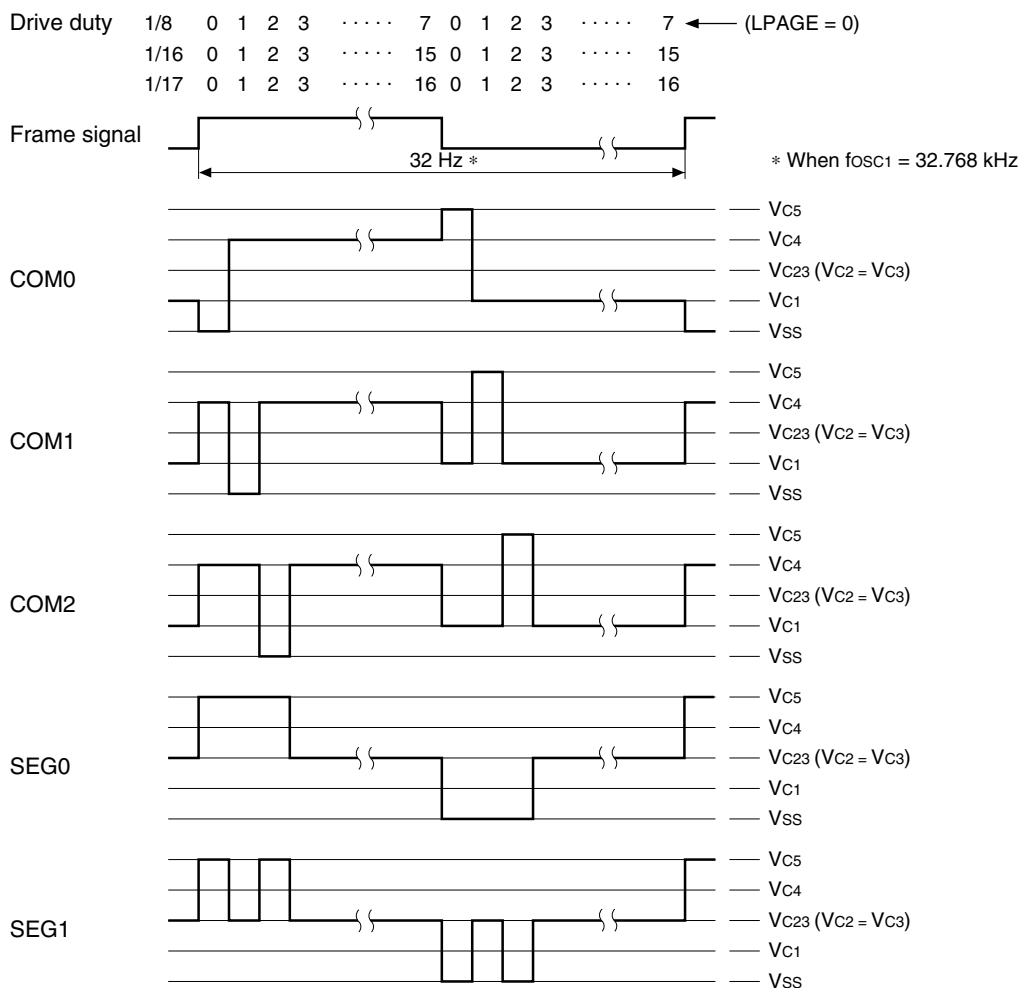 Drive duty 1/8 0 1 2 3 ····· 7 0 1 2 3 ····· 7 (LPAGE = 0)
1/16 0 1 2 3 ····· 15 0 1 2 3 ····· 15
1/17 0 1 2 3 ····· 16 0 1 2 3 ····· 16
Frame signal
32 Hz *
* When fOSC1 = 32.768 kHz
COM0
VC5
VC4
VC23 (VC2 = VC3)
VC1
VSS
COM1
VC5
VC4
VC23 (VC2 = VC3)
VC1
VSS
COM2
VC5
VC4
VC23 (VC2 = VC3)
VC1
VSS
SEG0
VC5
VC4
VC23 (VC2 = VC3)
VC1
VSS
SEG1
VC5
VC4
VC23 (VC2 = VC3)
VC1
VSS